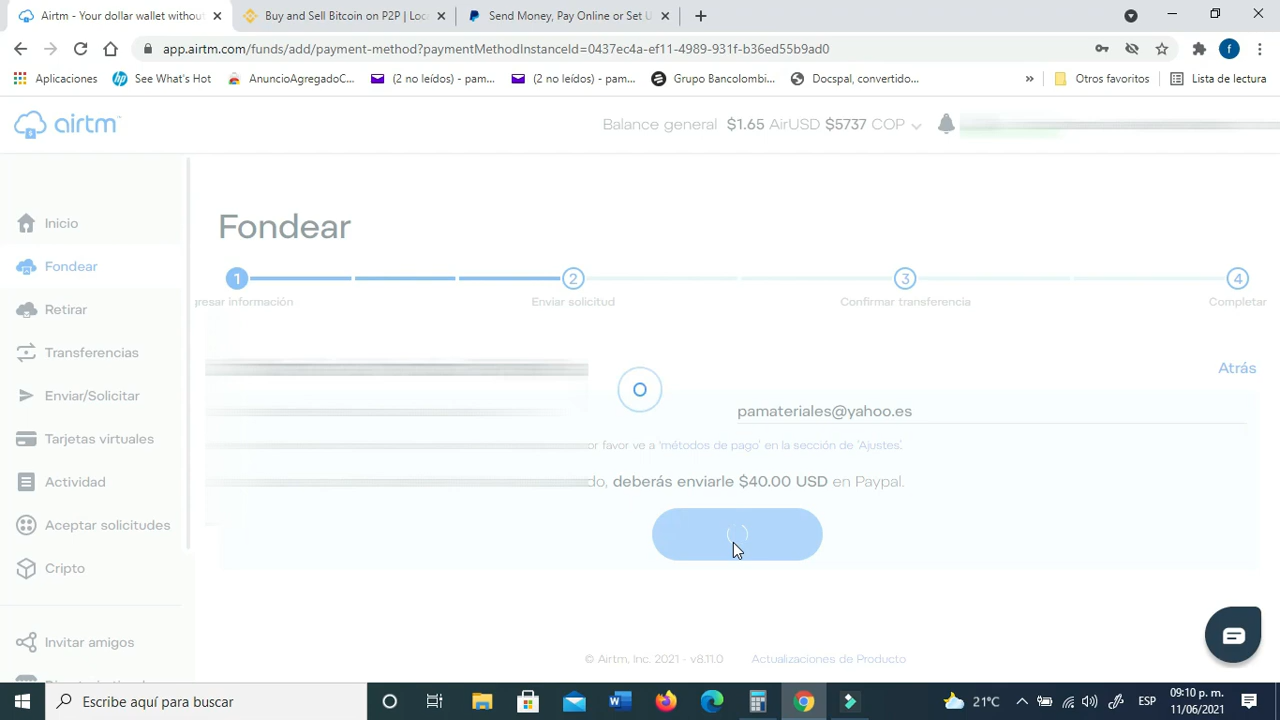 Airtm - Your dollar wallet without
Buy and Sell Bitcoin on P2P | Loc
Send Money, Pay Online or Set U
app.airtm.com/funds/add/payment-method?paymentMethodInstanceId=0437ec4a-ef11-4989-931f-b36ed55b9ad0
f
Aplicaciones
See What's Hot
AnuncioAgregadoC...
(2 no leídos) - pam...
(2 no leídos) - pam...
Grupo Bancolombi...
Docspal, convertido...
»
Otros favoritos
Lista de lectura
airtm
Balance general $1.65 AirUSD $5737 COP
Inicio
Fondear
Retirar
Transferencias
Enviar/Solicitar
Tarjetas virtuales
Actividad
Aceptar solicitudes
Cripto
Invitar amigos
Fondear
1
2
3
4
presar información
Enviar solicitud
Confirmar transferencia
Completar
Atrás
pamateriales@yahoo.es
or favor ve a 'métodos de pago' en la sección de 'Ajustes'.
do, deberás enviarle $40.00 USD en Paypal.
© Airtm, Inc. 2021 - v8.11.0
Actualizaciones de Producto
Escribe aquí para buscar
21°C
ESP
09:10 p. m.
11/06/2021